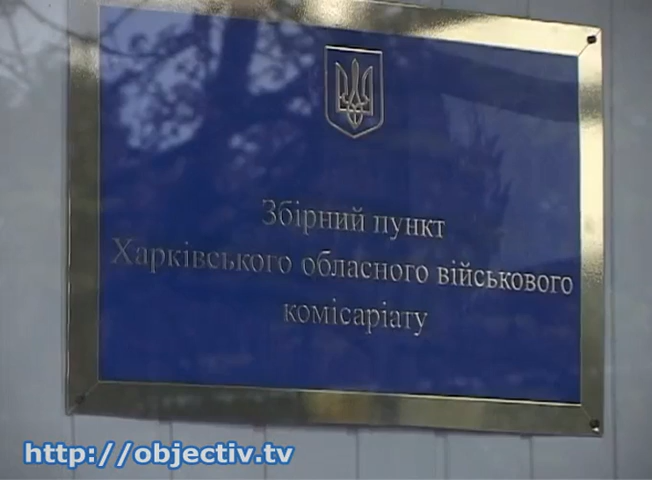 Збірний пункт
Харківського обласного військового
комісаріату
http://objectiv.tv